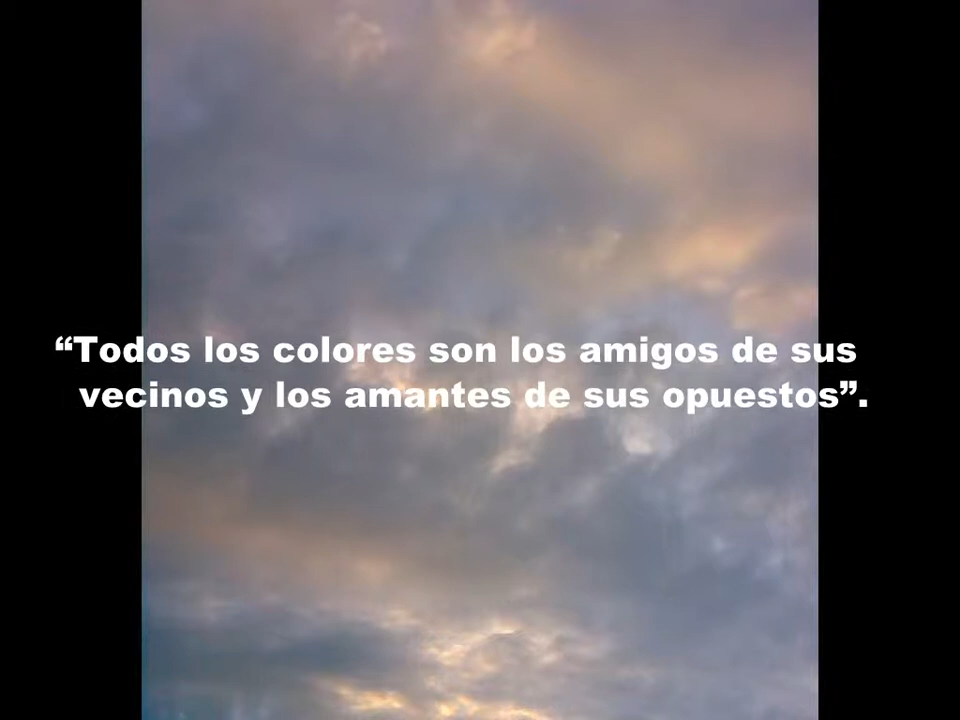 “Todos los colores son los amigos de sus
vecinos y los amantes de sus opuestos”.